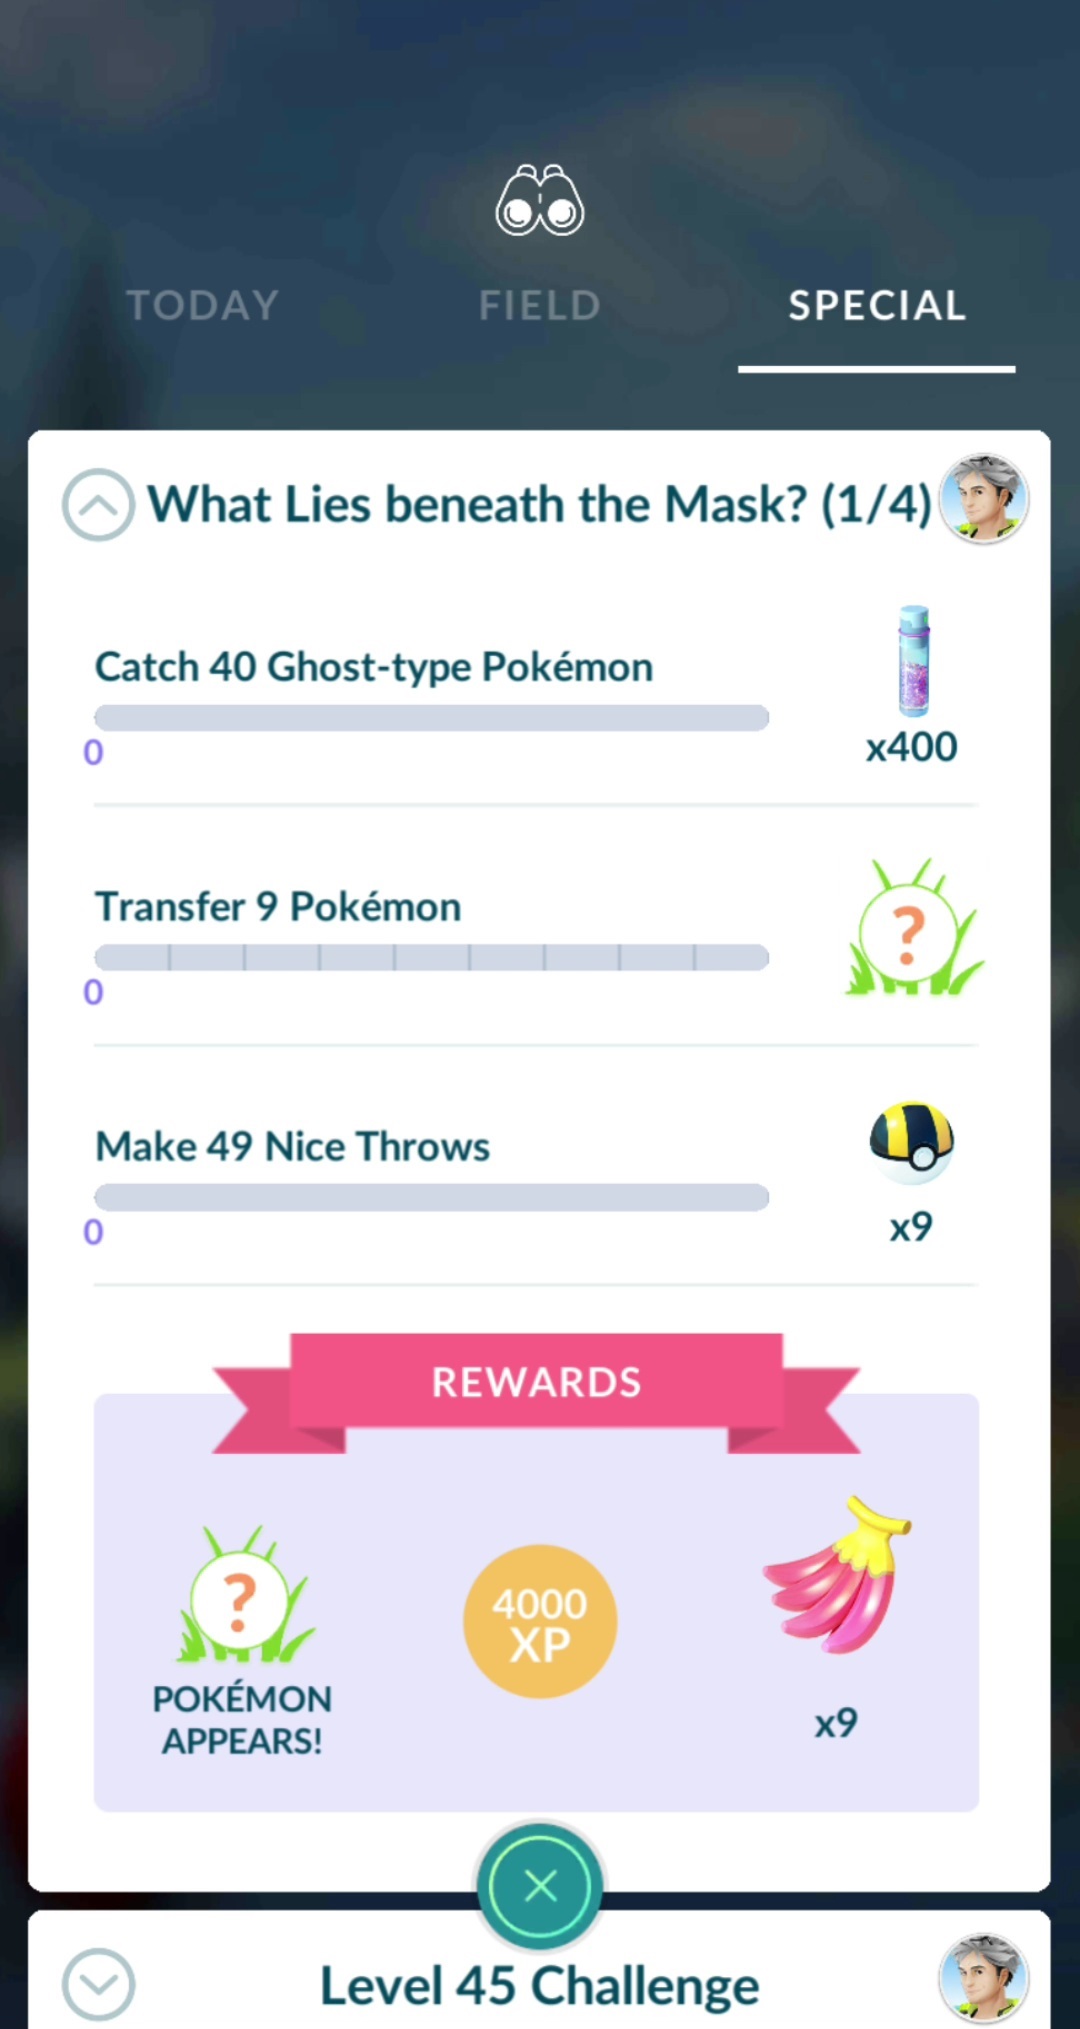 TODAY
FIELD
SPECIAL
What Lies beneath the Mask? (1/4)
Catch 40 Ghost-type Pokémon
0
x400
Transfer 9 Pokémon
0
?
Make 49 Nice Throws
0
x9
REWARDS
?
POKÉMON
APPEARS!
4000
XP
x9
Level 45 Challenge